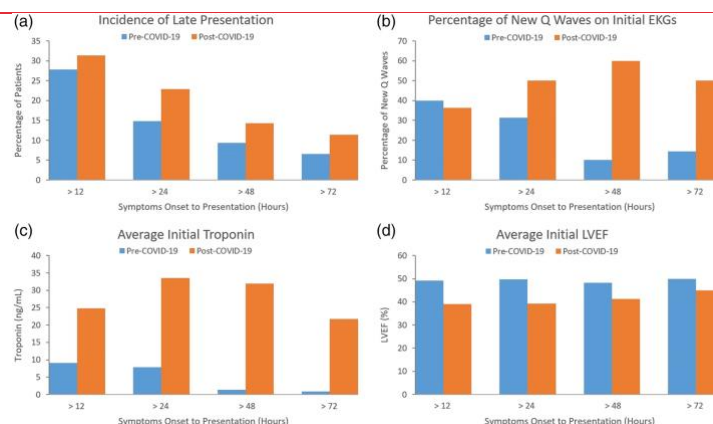 (a)
Incidence of Late Presentation
Pre-COVID-19 Post-COVID-19
Percentage of Patients
35
30
25
20
15
10
5
0
> 12 > 24 > 48 > 72
Symptoms Onset to Presentation (Hours)
(b)
Percentage of New Q Waves on Initial EKGs
Pre-COVID-19 Post-COVID-19
Percentage of New Q Waves
70
60
50
40
30
20
10
0
> 12 > 24 > 48 > 72
Symptoms Onset to Presentation (Hours)
(c)
Average Initial Troponin
Pre-COVID-19 Post-COVID-19
Troponin (ng/mL)
40
35
30
25
20
15
10
5
0
> 12 > 24 > 48 > 72
Symptoms Onset to Presentation (Hours)
(d)
Average Initial LVEF
Pre-COVID-19 Post-COVID-19
LVEF (%)
60
50
40
30
20
10
0
> 12 > 24 > 48 > 72
Symptoms Onset to Presentation (Hours)